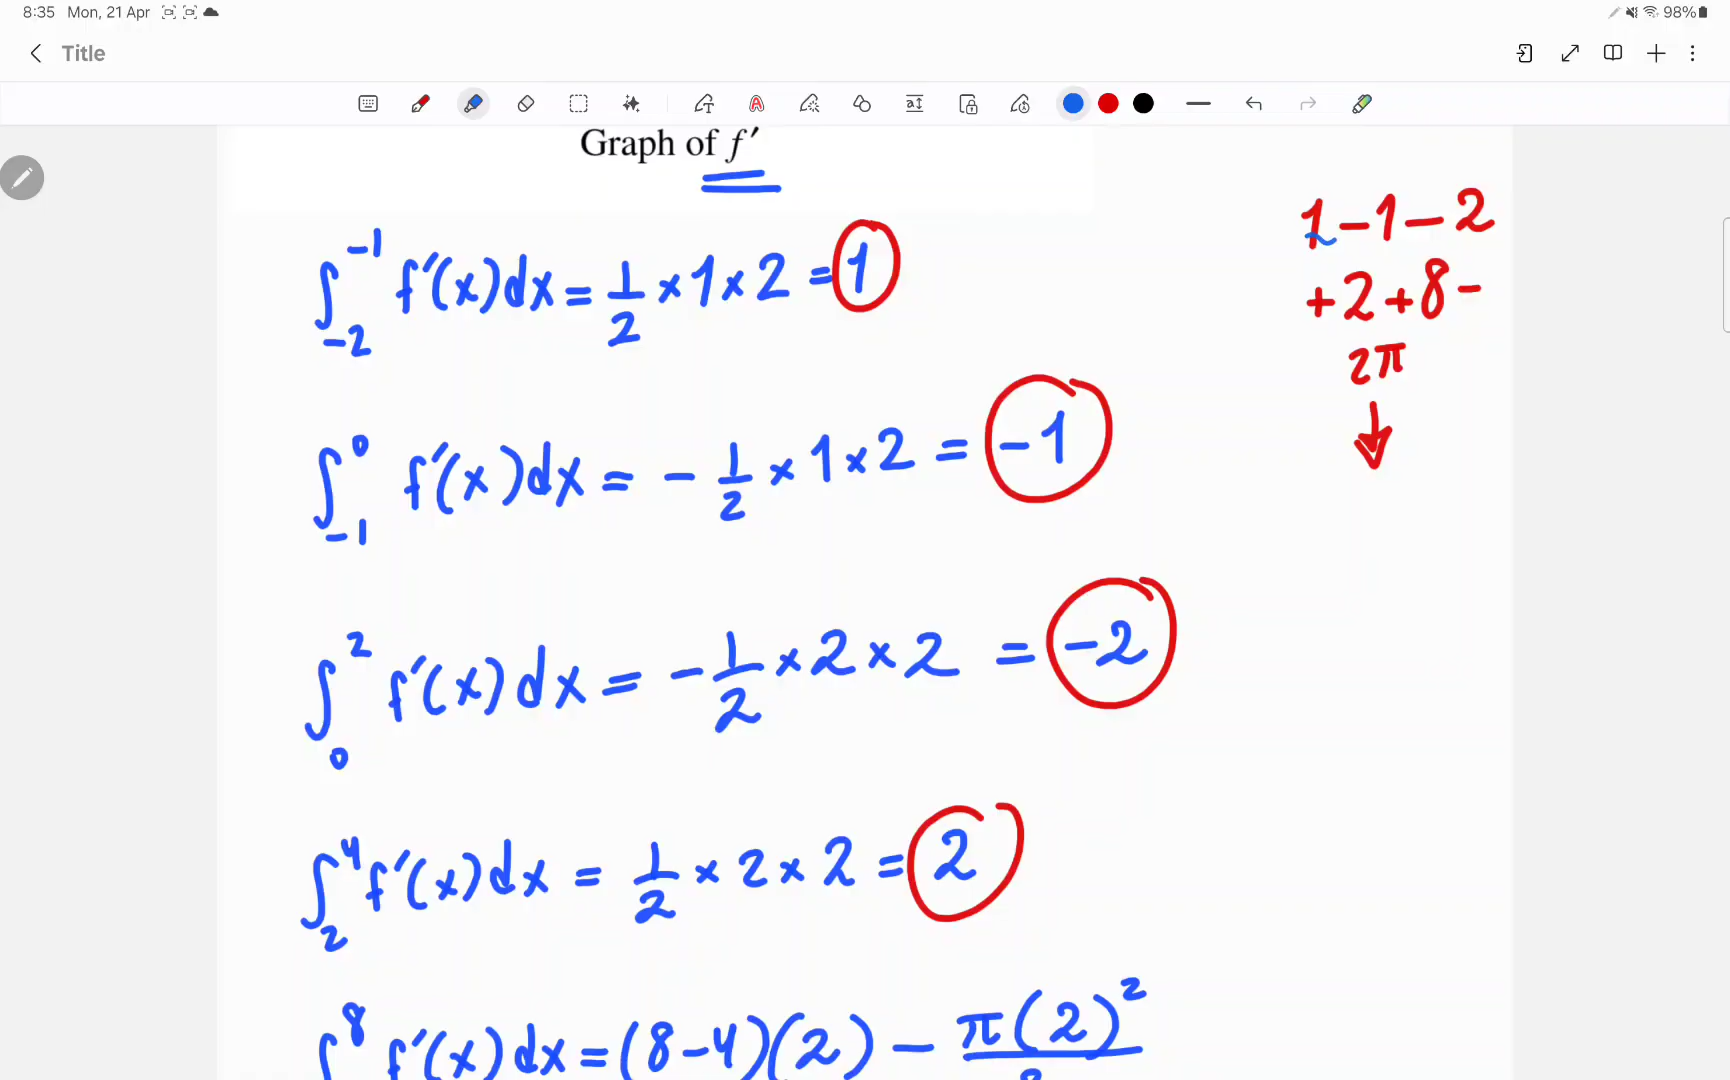 8:35 Mon, 21 Apr 98%
Title
Graph of f′
1 − 1 − 2
+ 2 + 8 −
2π
∫_{-2}^{-1} f′(x)dx = 1/2 × 1 × 2 = 1
∫_{-1}^{0} f′(x)dx = − 1/2 × 1 × 2 = −1
∫_{0}^{2} f′(x)dx = − 1/2 × 2 × 2 = −2
∫_{2}^{4} f′(x)dx = 1/2 × 2 × 2 = 2
∫^{8} f′(x)dx = (8−4)(2) − π(2)²